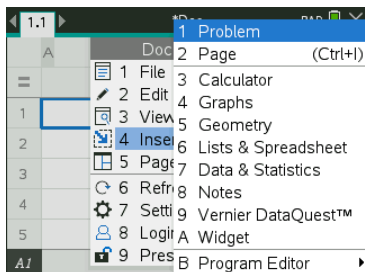 1.1
*Doc
RAD
A
Doc
1 File
2 Edit
3 View
4 Inse
5 Page
6 Refr
7 Setti
8 Login
9 Pres
1 Problem
2 Page (Ctrl+I)
3 Calculator
4 Graphs
5 Geometry
6 Lists & Spreadsheet
7 Data & Statistics
8 Notes
9 Vernier DataQuest™
A Widget
B Program Editor
=
1
2
3
4
5
A1